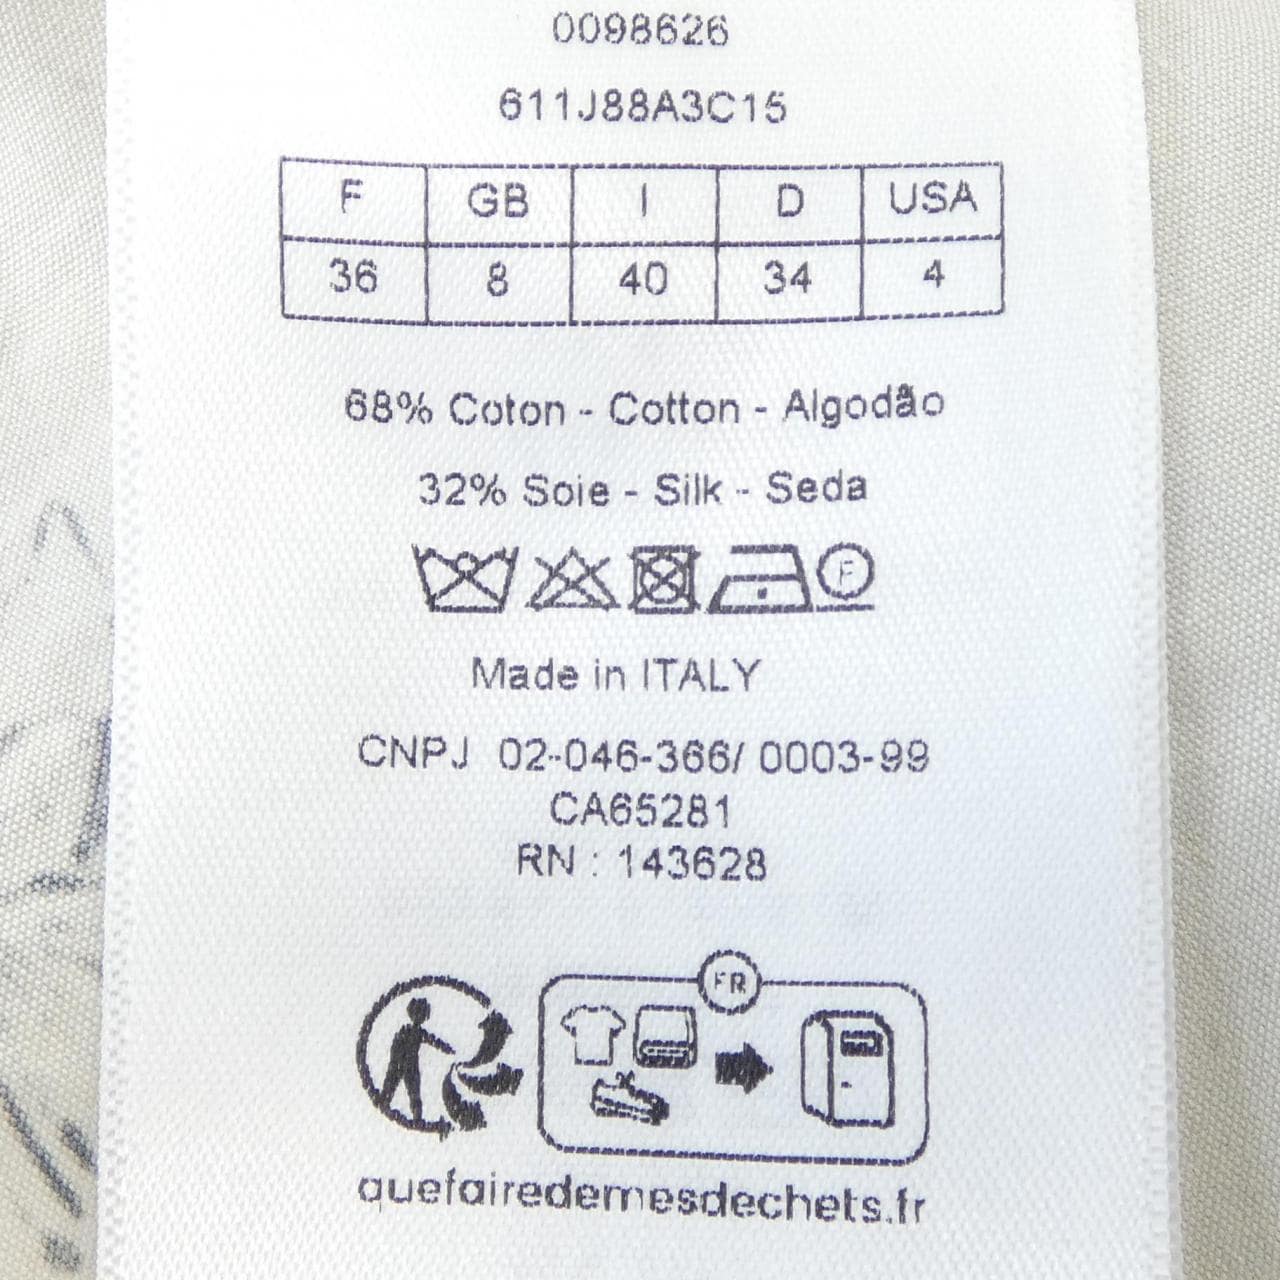 0098626
611J88A3C15
F GB I D USA
36 8 40 34 4
68% Coton - Cotton - Algodão
32% Soie - Silk - Seda
F
Made in ITALY
CNPJ 02-046-366/ 0003-99
CA65281
RN : 143628
FR
quefairedemesdechets.fr